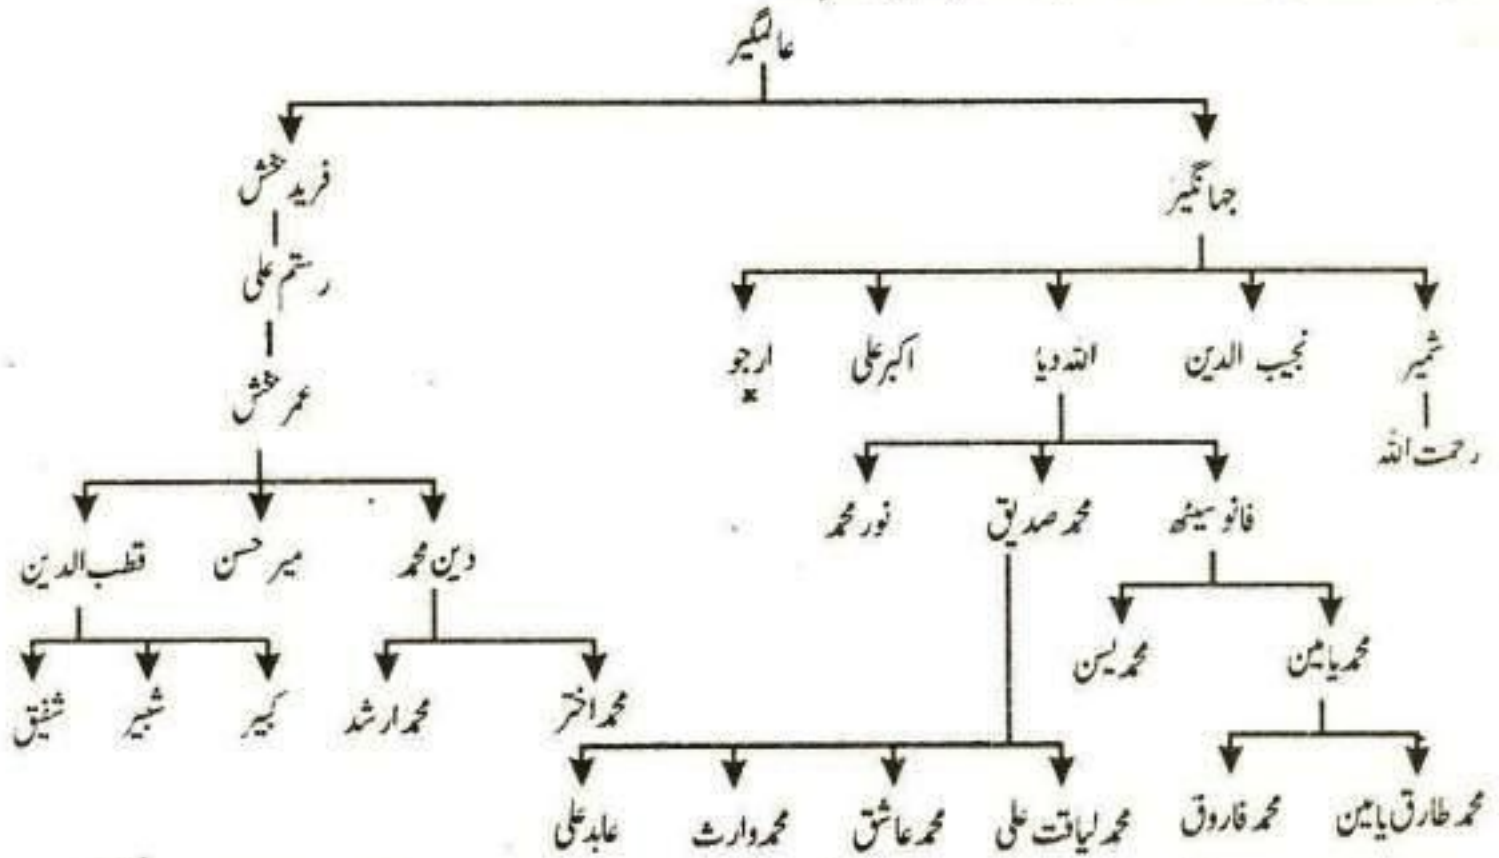 عالمگیر
جہانگیر
فرید بخش
رستم علی
شمیر
نجیب الدین
اللہ دیا
اکبر علی
ارجو
x
عمر بخش
رحمت اللہ
فانو سیٹھ
محمد صدیق
نور محمد
دین محمد
میر حسن
قطب الدین
محمد یامین
محمد یسن
محمد اختر
محمد ارشد
کبیر
شبیر
شفیق
محمد طارق یامین
محمد فاروق
محمد لیاقت علی
محمد عاشق
محمد وارث
عابد علی